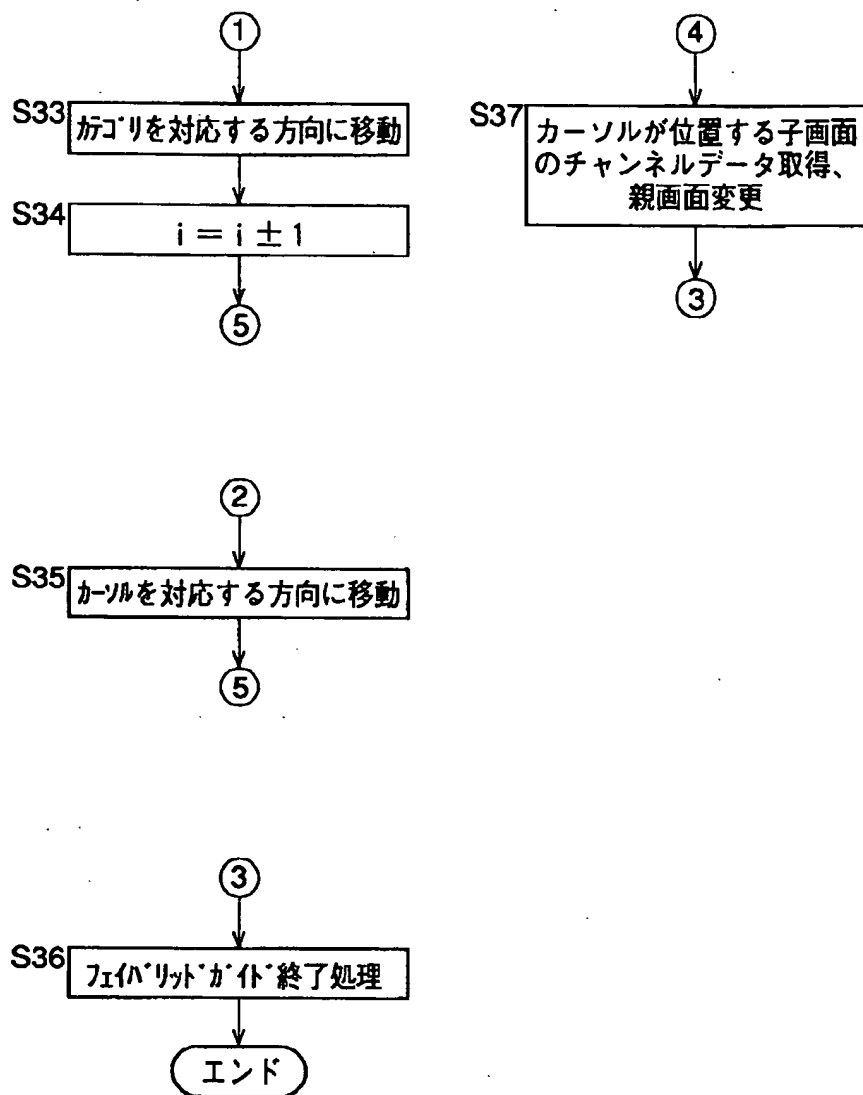 ①
S33
ｶﾃｺﾞﾘを対応する方向に移動
S34
i = i ± 1
⑤
④
S37
カーソルが位置する子画面
のチャンネルデータ取得、
親画面変更
③
②
S35
ｶｰｿﾙを対応する方向に移動
⑤
③
S36
ﾌｪｲﾊﾞﾘｯﾄﾞｶﾞｲﾄﾞ終了処理
エンド